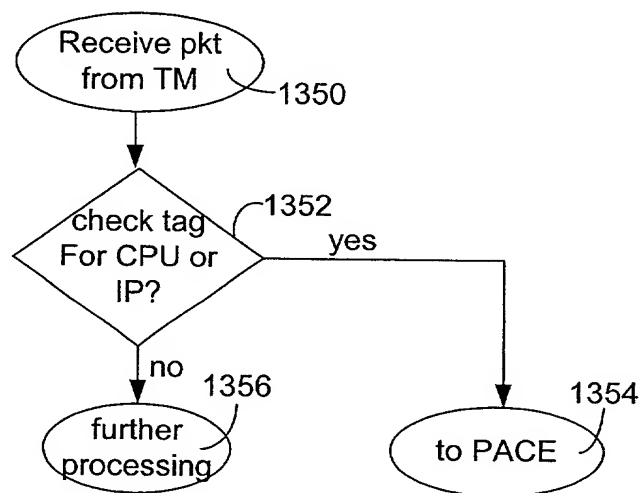 Receive pkt
from TM
1350
check tag
For CPU or
IP?
1352
yes
no
1356
further
processing
1354
to PACE